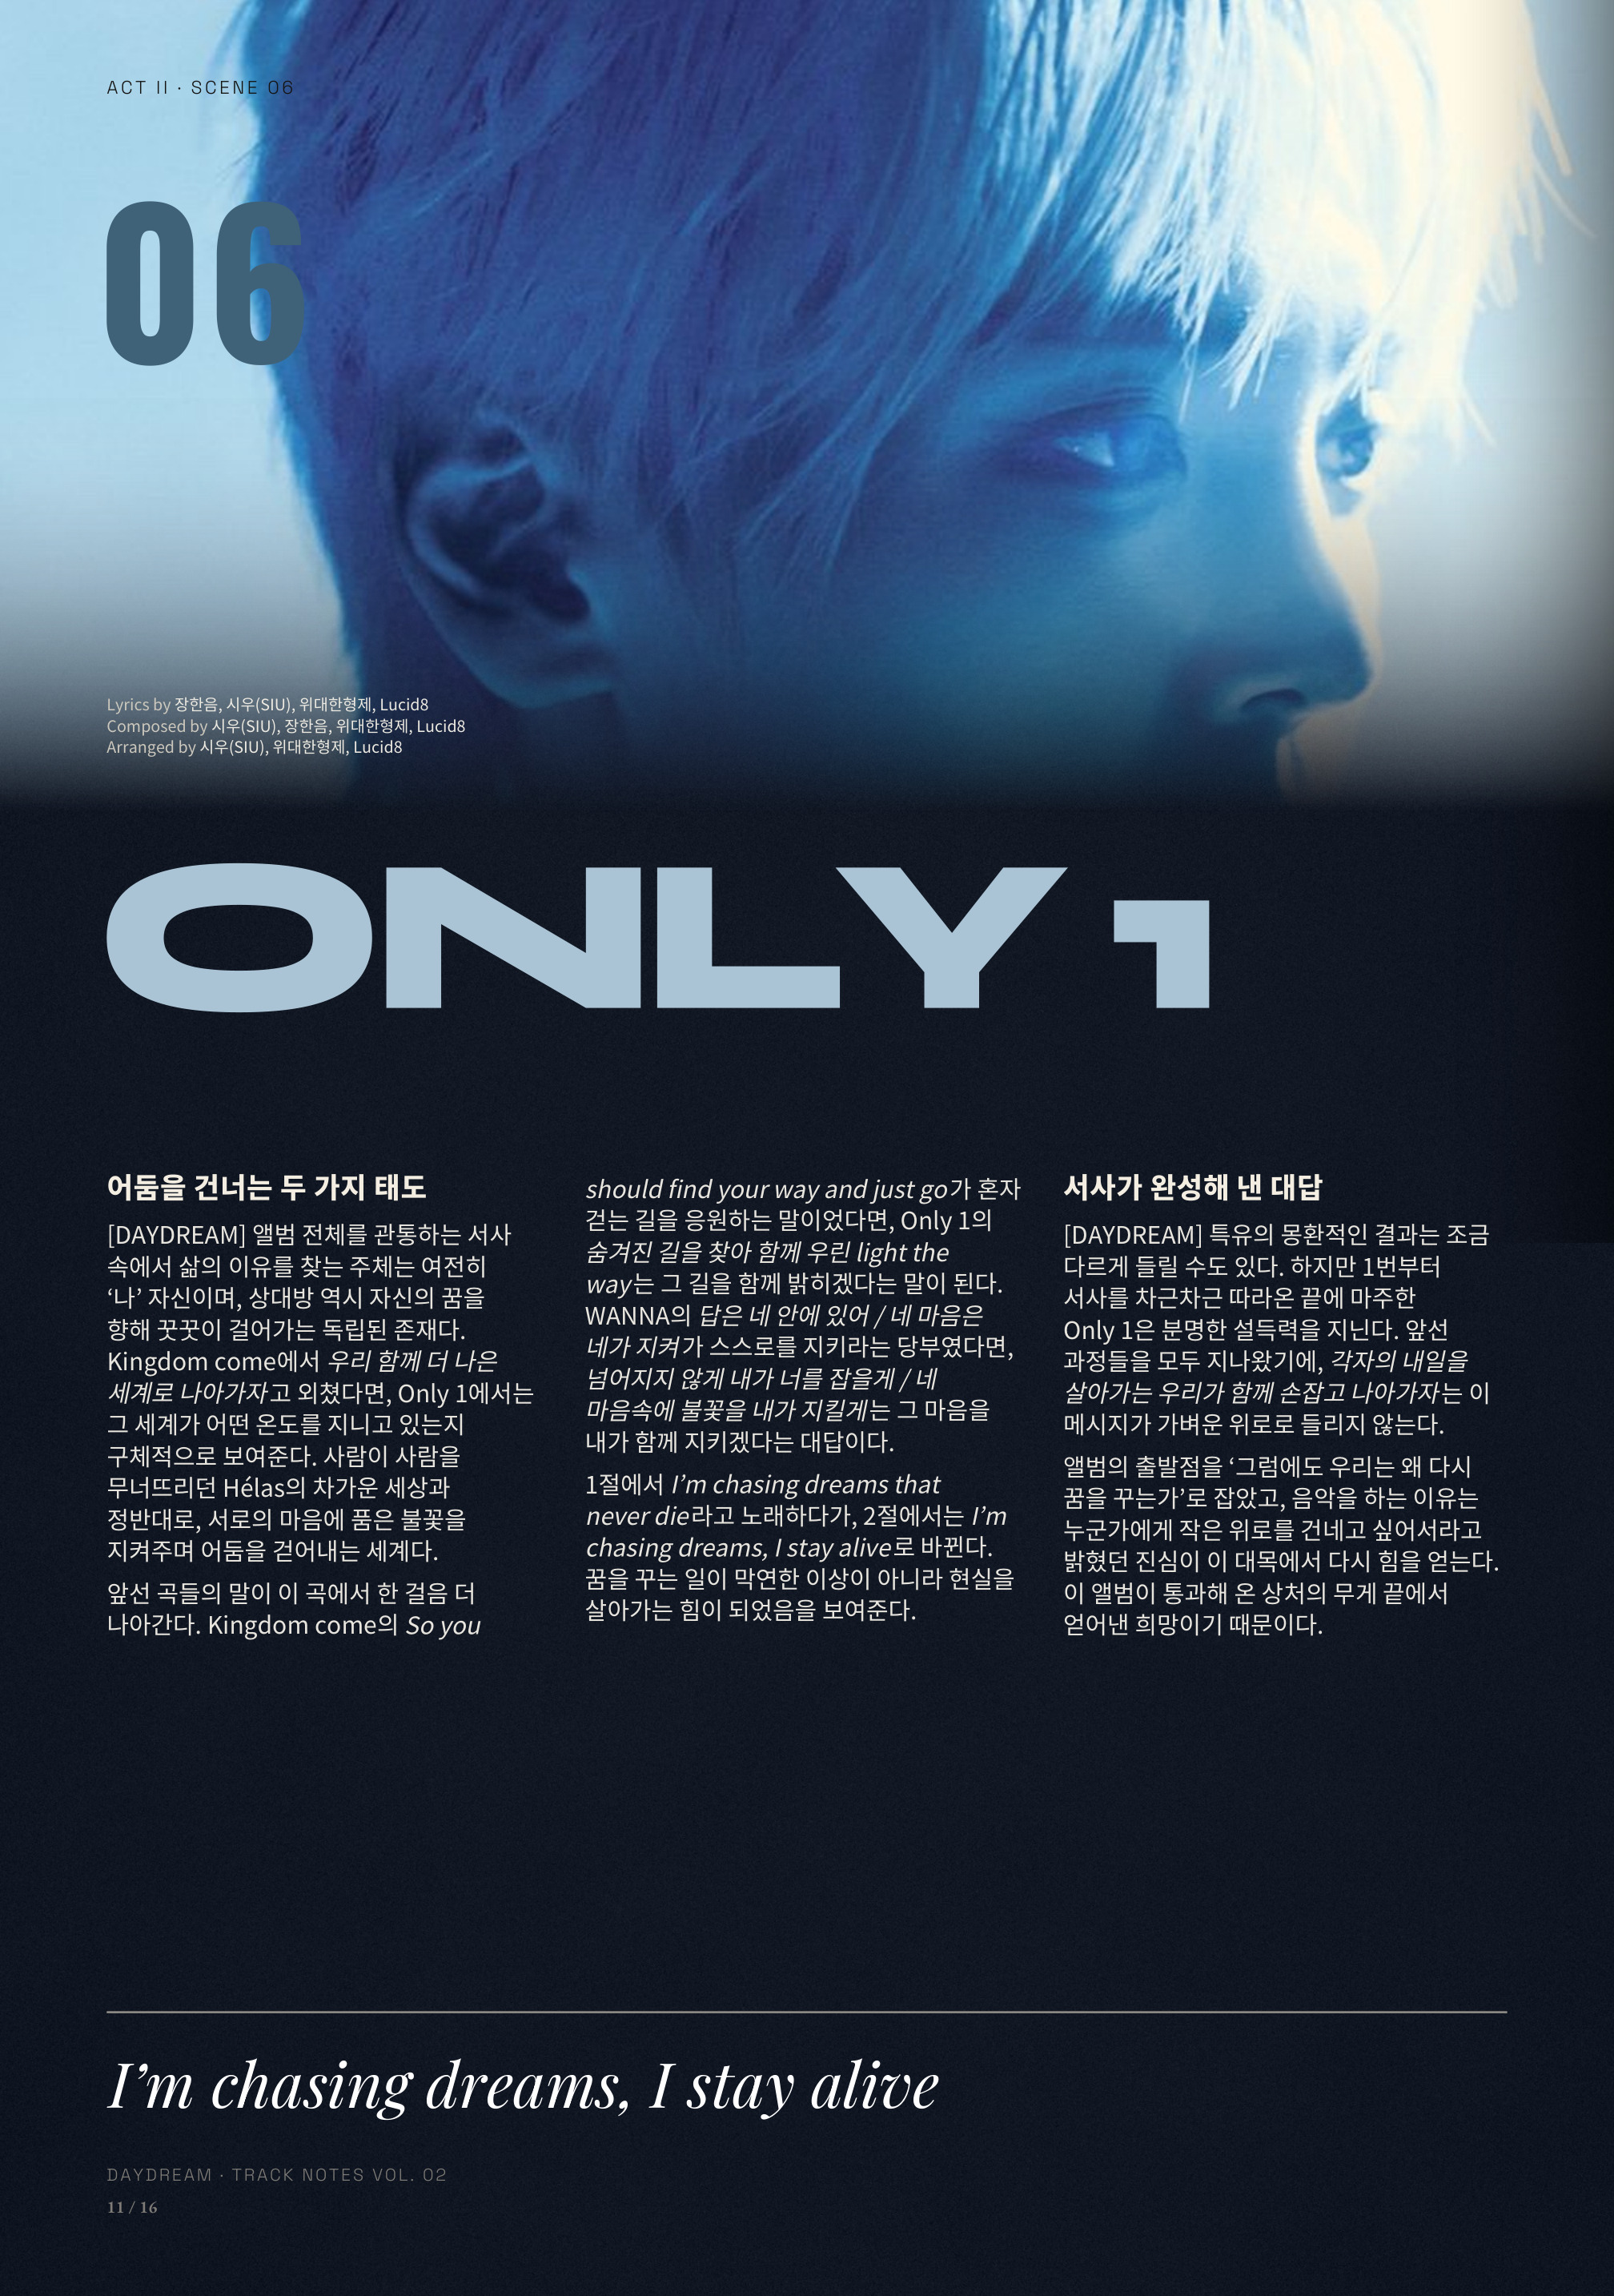 ACT II · SCENE 06
06
Lyrics by 장한음, 시우(SIU), 위대한형제, Lucid8
Composed by 시우(SIU), 장한음, 위대한형제, Lucid8
Arranged by 시우(SIU), 위대한형제, Lucid8
ONLY 1
어둠을 건너는 두 가지 태도
[DAYDREAM] 앨범 전체를 관통하는 서사
속에서 삶의 이유를 찾는 주체는 여전히
‘나’ 자신이며, 상대방 역시 자신의 꿈을
향해 꿋꿋이 걸어가는 독립된 존재다.
Kingdom come에서 우리 함께 더 나은
세계로 나아가자고 외쳤다면, Only 1에서는
그 세계가 어떤 온도를 지니고 있는지
구체적으로 보여준다. 사람이 사람을
무너뜨리던 Hélas의 차가운 세상과
정반대로, 서로의 마음에 품은 불꽃을
지켜주며 어둠을 걷어내는 세계다.
앞선 곡들의 말이 이 곡에서 한 걸음 더
나아간다. Kingdom come의 So you
should find your way and just go가 혼자
걷는 길을 응원하는 말이었다면, Only 1의
숨겨진 길을 찾아 함께 우린 light the
way는 그 길을 함께 밝히겠다는 말이 된다.
WANNA의 답은 네 안에 있어 / 네 마음은
네가 지켜가 스스로를 지키라는 당부였다면,
넘어지지 않게 내가 너를 잡을게 / 네
마음속에 불꽃을 내가 지킬게는 그 마음을
내가 함께 지키겠다는 대답이다.
1절에서 I’m chasing dreams that
never die라고 노래하다가, 2절에서는 I’m
chasing dreams, I stay alive로 바뀐다.
꿈을 꾸는 일이 막연한 이상이 아니라 현실을
살아가는 힘이 되었음을 보여준다.
서사가 완성해 낸 대답
[DAYDREAM] 특유의 몽환적인 결과는 조금
다르게 들릴 수도 있다. 하지만 1번부터
서사를 차근차근 따라온 끝에 마주한
Only 1은 분명한 설득력을 지닌다. 앞선
과정들을 모두 지나왔기에, 각자의 내일을
살아가는 우리가 함께 손잡고 나아가자는 이
메시지가 가벼운 위로로 들리지 않는다.
앨범의 출발점을 ‘그럼에도 우리는 왜 다시
꿈을 꾸는가’로 잡았고, 음악을 하는 이유는
누군가에게 작은 위로를 건네고 싶어서라고
밝혔던 진심이 이 대목에서 다시 힘을 얻는다.
이 앨범이 통과해 온 상처의 무게 끝에서
얻어낸 희망이기 때문이다.
I’m chasing dreams, I stay alive
DAYDREAM · TRACK NOTES VOL. 02
11 / 16